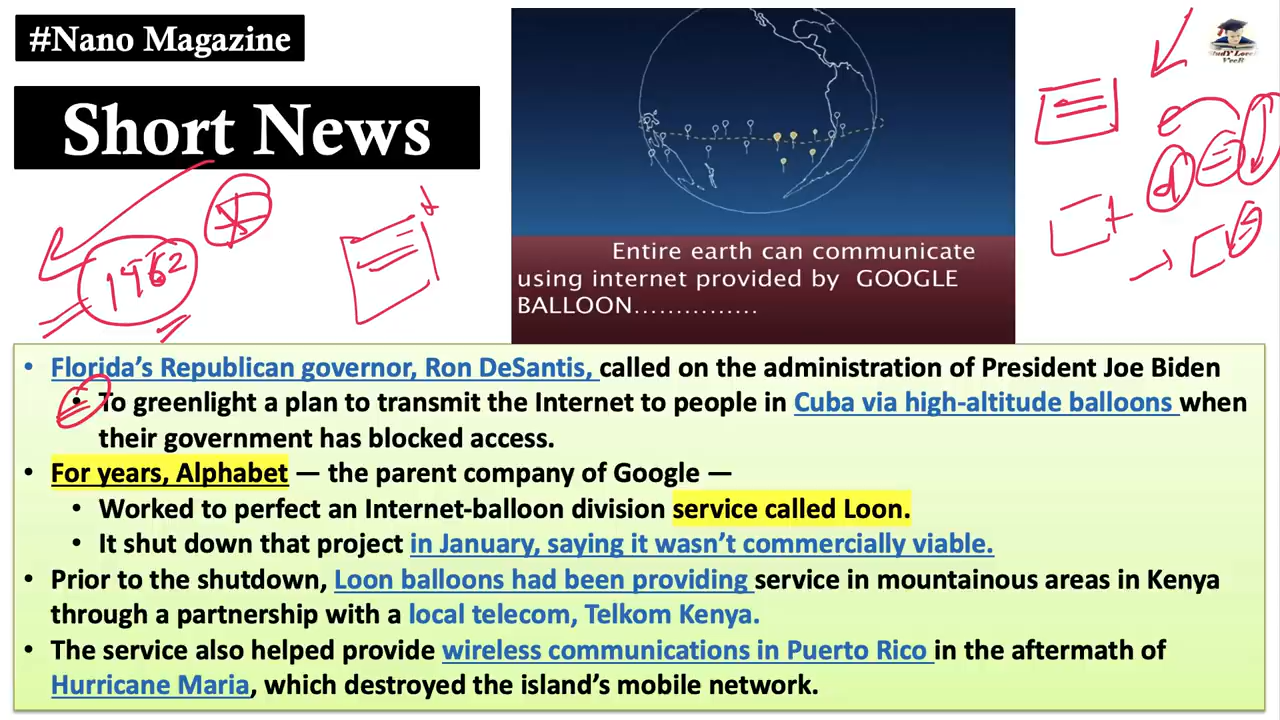 #Nano Magazine
Short News
1962
Entire earth can communicate
using internet provided by GOOGLE
BALLOON……………
• Florida’s Republican governor, Ron DeSantis, called on the administration of President Joe Biden
• To greenlight a plan to transmit the Internet to people in Cuba via high-altitude balloons when
their government has blocked access.
• For years, Alphabet — the parent company of Google —
• Worked to perfect an Internet-balloon division service called Loon.
• It shut down that project in January, saying it wasn’t commercially viable.
• Prior to the shutdown, Loon balloons had been providing service in mountainous areas in Kenya
through a partnership with a local telecom, Telkom Kenya.
• The service also helped provide wireless communications in Puerto Rico in the aftermath of
Hurricane Maria, which destroyed the island’s mobile network.